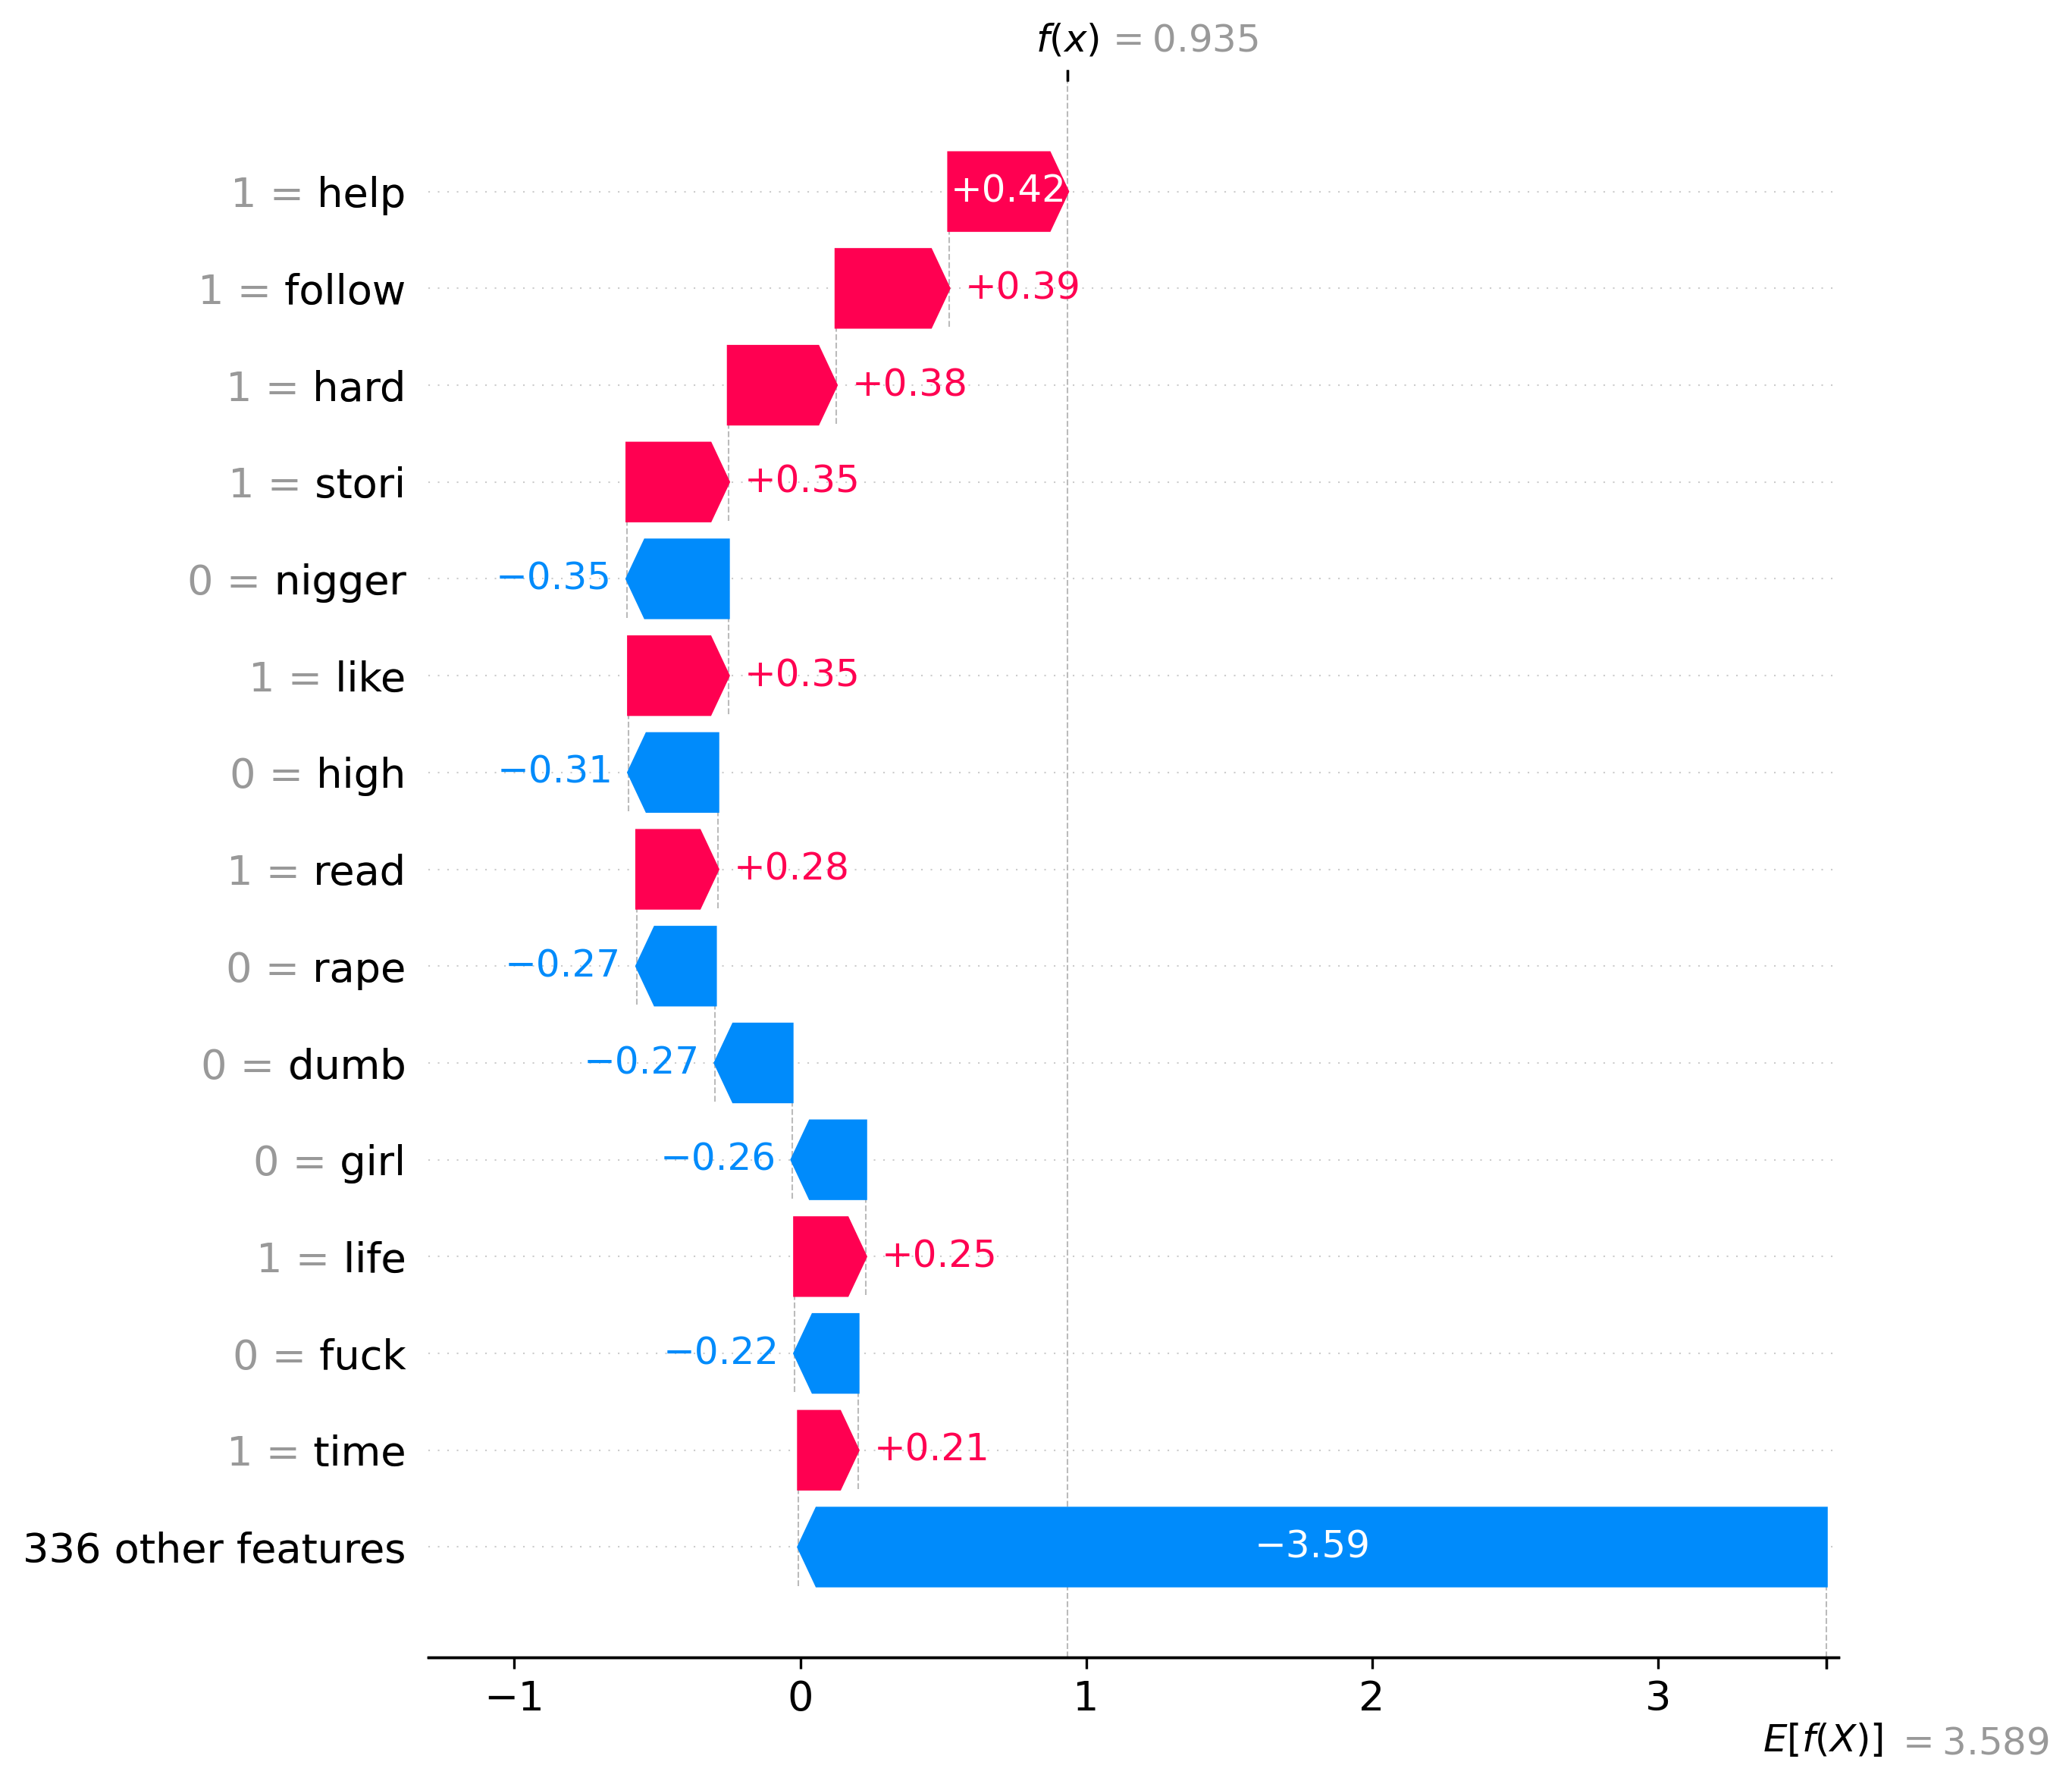 f(x) = 0.935
1 = help +0.42
1 = follow +0.39
1 = hard +0.38
1 = stori +0.35
0 = nigger −0.35
1 = like +0.35
0 = high −0.31
1 = read +0.28
0 = rape −0.27
0 = dumb −0.27
0 = girl −0.26
1 = life +0.25
0 = fuck −0.22
1 = time +0.21
336 other features −3.59
−1 0 1 2 3
E[f(X)] = 3.589